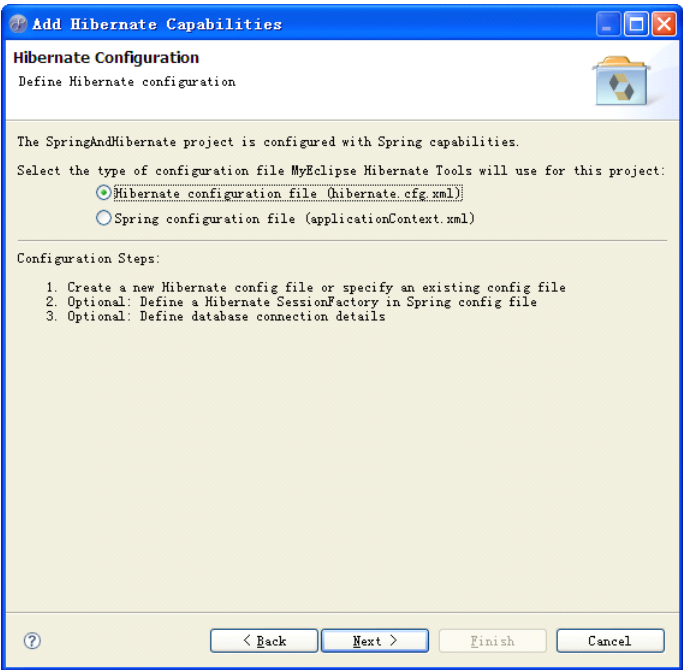 Add Hibernate Capabilities
Hibernate Configuration
Define Hibernate configuration
The SpringAndHibernate project is configured with Spring capabilities.
Select the type of configuration file MyEclipse Hibernate Tools will use for this project:
Hibernate configuration file (hibernate.cfg.xml)
Spring configuration file (applicationContext.xml)
Configuration Steps:
1. Create a new Hibernate config file or specify an existing config file
2. Optional: Define a Hibernate SessionFactory in Spring config file
3. Optional: Define database connection details
? < Back Next > Finish Cancel